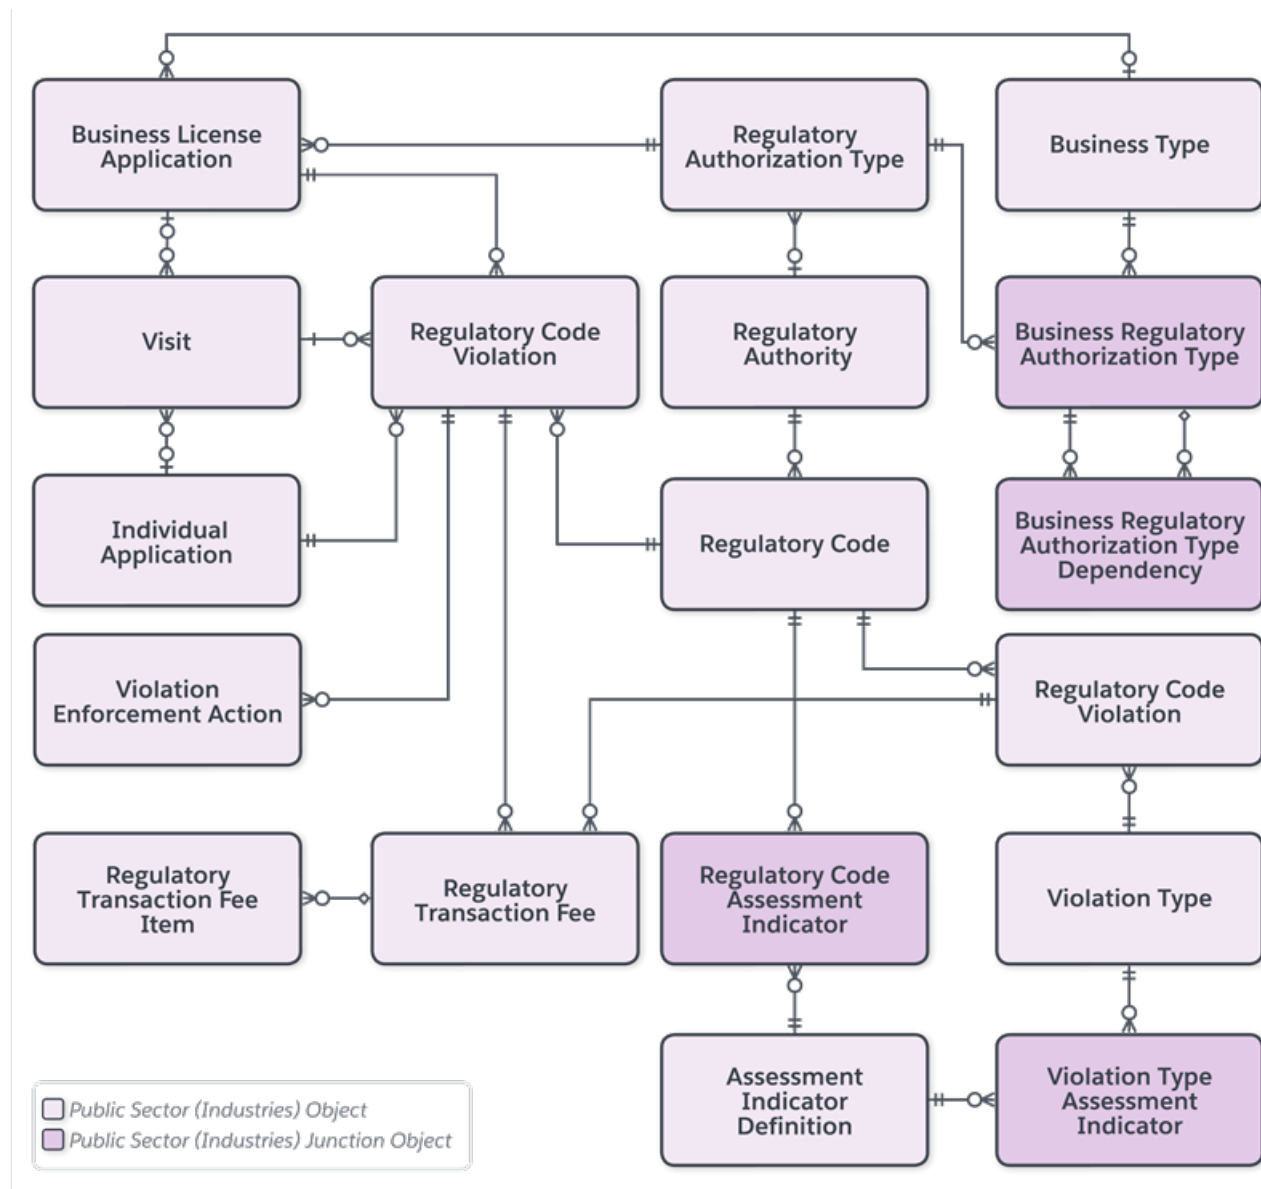 Business License
Application
Regulatory
Authorization Type
Business Type
Visit
Regulatory Code
Violation
Regulatory
Authority
Business Regulatory
Authorization Type
Individual
Application
Regulatory Code
Business Regulatory
Authorization Type
Dependency
Violation
Enforcement Action
Regulatory Code
Violation
Regulatory
Transaction Fee
Item
Regulatory
Transaction Fee
Regulatory Code
Assessment
Indicator
Violation Type
Assessment
Indicator
Definition
Violation Type
Assessment
Indicator
Public Sector (Industries) Object
Public Sector (Industries) Junction Object